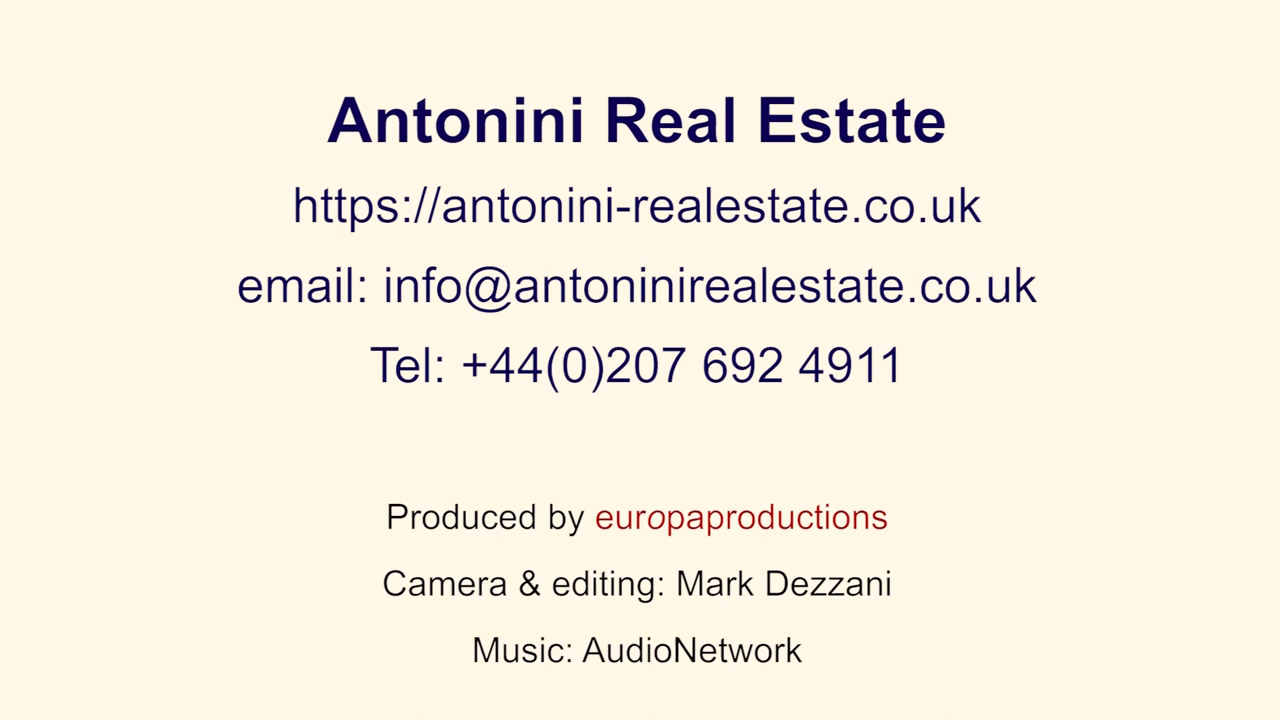 Antonini Real Estate
https://antonini-realestate.co.uk
email: info@antoninirealestate.co.uk
Tel: +44(0)207 692 4911
Produced by europaproductions
Camera & editing: Mark Dezzani
Music: AudioNetwork